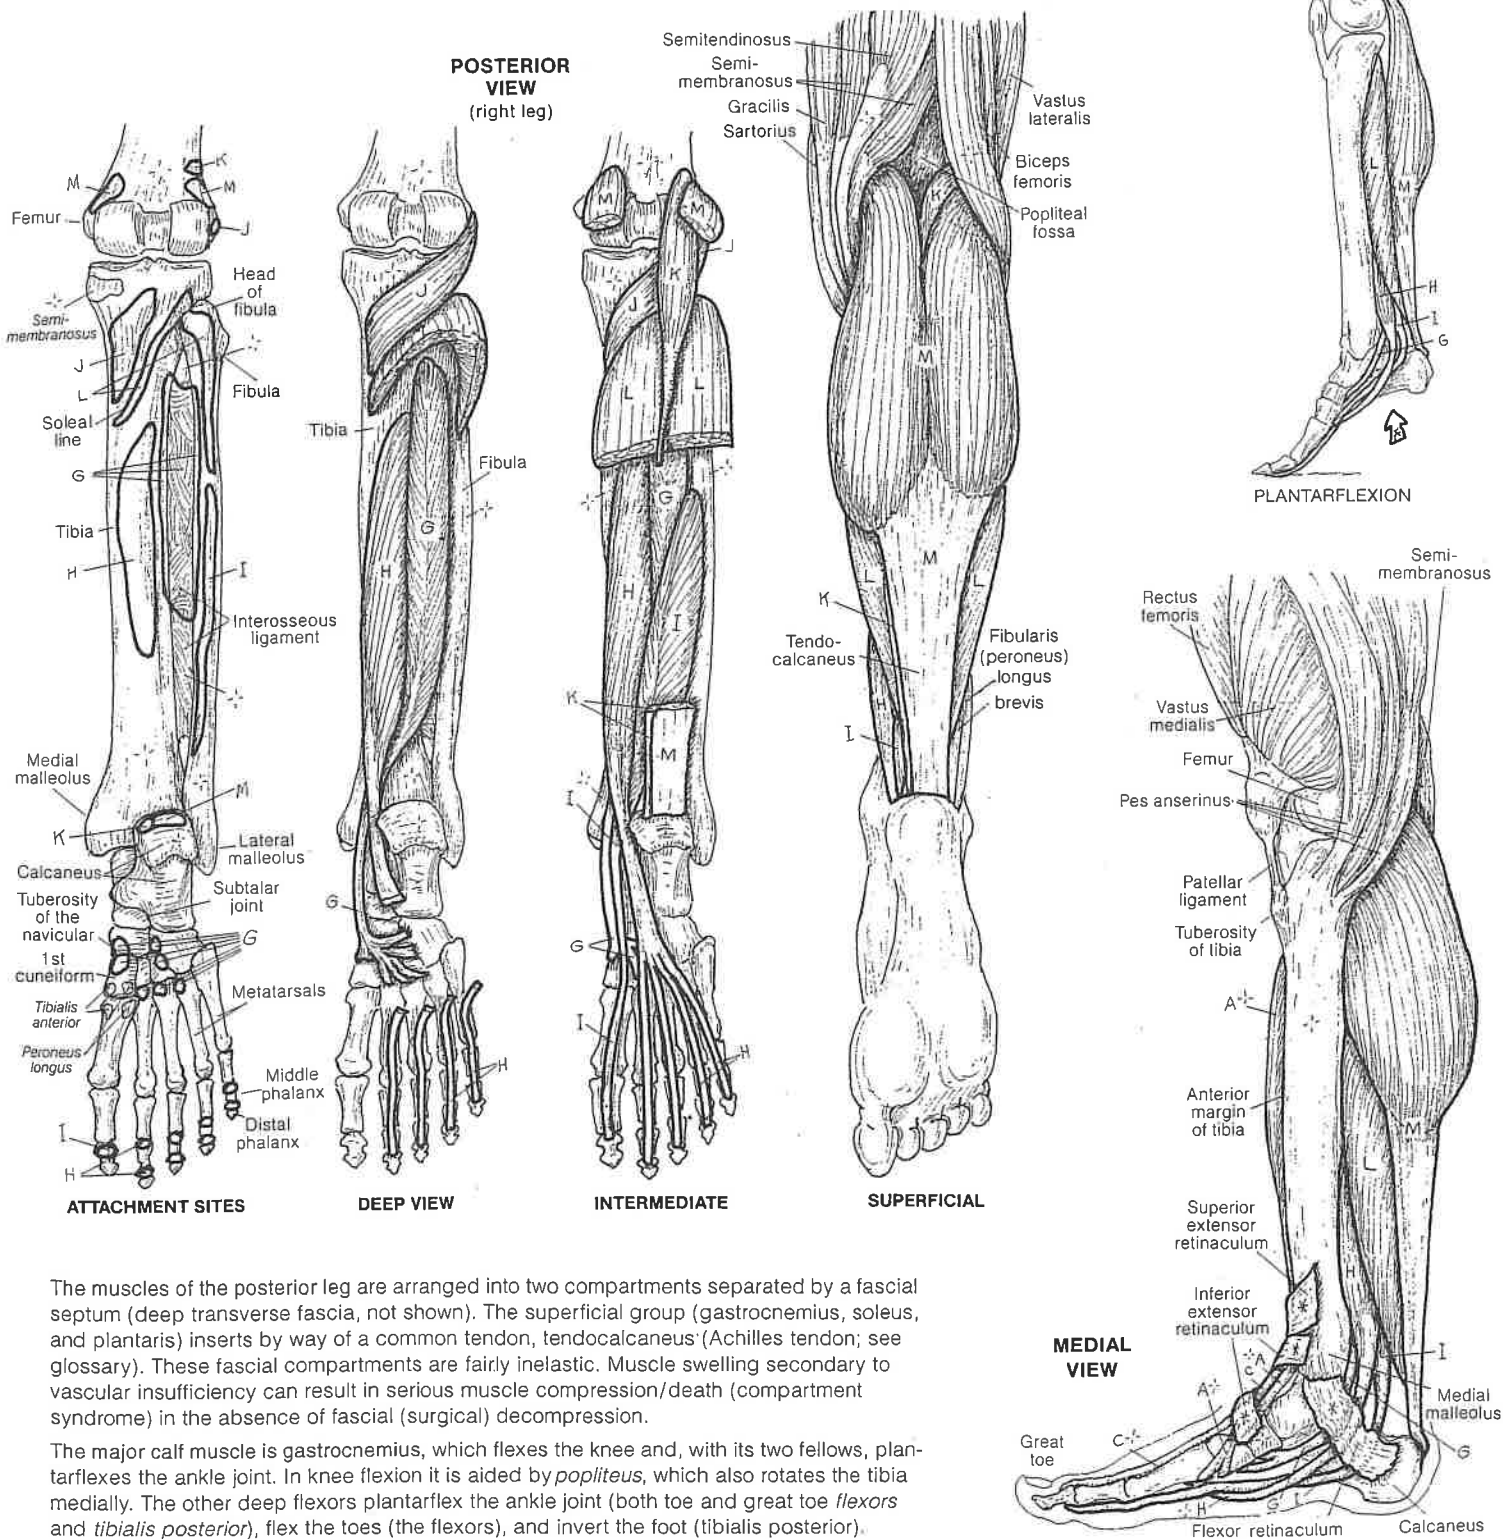 POSTERIOR
VIEW
(right leg)
K
M
M
Femur
J
Head
of
fibula
Semi-
membranosus
J
L
Fibula
Soleal
line
G
Tibia
H
I
Interosseous
ligament
Medial
malleolus
M
K
Lateral
malleolus
Calcaneus
Subtalar
joint
Tuberosity
of the
navicular
G
1st
cuneiform
Metatarsals
Tibialis
anterior
Peroneus
longus
Middle
phalanx
Distal
phalanx
I
H
ATTACHMENT SITES
J
L
Tibia
Fibula
G
H
G
H
DEEP VIEW
M
M
J
K
J
L
L
G
H
I
K
M
I
G
I
H
INTERMEDIATE
Semitendinosus
Semi-
membranosus
Gracilis
Sartorius
Vastus
lateralis
Biceps
femoris
Popliteal
fossa
K
M
M
L
L
K
Tendo-
calcaneus
Fibularis
(peroneus)
longus
brevis
H
I
SUPERFICIAL
L
M
H
I
G
PLANTARFLEXION
Semi-
membranosus
Rectus
femoris
Vastus
medialis
Femur
Pes anserinus
Patellar
ligament
Tuberosity
of tibia
A
Anterior
margin
of tibia
M
L
Superior
extensor
retinaculum
H
Inferior
extensor
retinaculum
MEDIAL
VIEW
I
A
C
A
Medial
malleolus
Great
toe
C
G
H
G
I
Flexor retinaculum
Calcaneus
The muscles of the posterior leg are arranged into two compartments separated by a fascial
septum (deep transverse fascia, not shown). The superficial group (gastrocnemius, soleus,
and plantaris) inserts by way of a common tendon, tendocalcaneus (Achilles tendon; see
glossary). These fascial compartments are fairly inelastic. Muscle swelling secondary to
vascular insufficiency can result in serious muscle compression/death (compartment
syndrome) in the absence of fascial (surgical) decompression.
The major calf muscle is gastrocnemius, which flexes the knee and, with its two fellows, plan-
tarflexes the ankle joint. In knee flexion it is aided by popliteus, which also rotates the tibia
medially. The other deep flexors plantarflex the ankle joint (both toe and great toe flexors
and tibialis posterior), flex the toes (the flexors), and invert the foot (tibialis posterior).